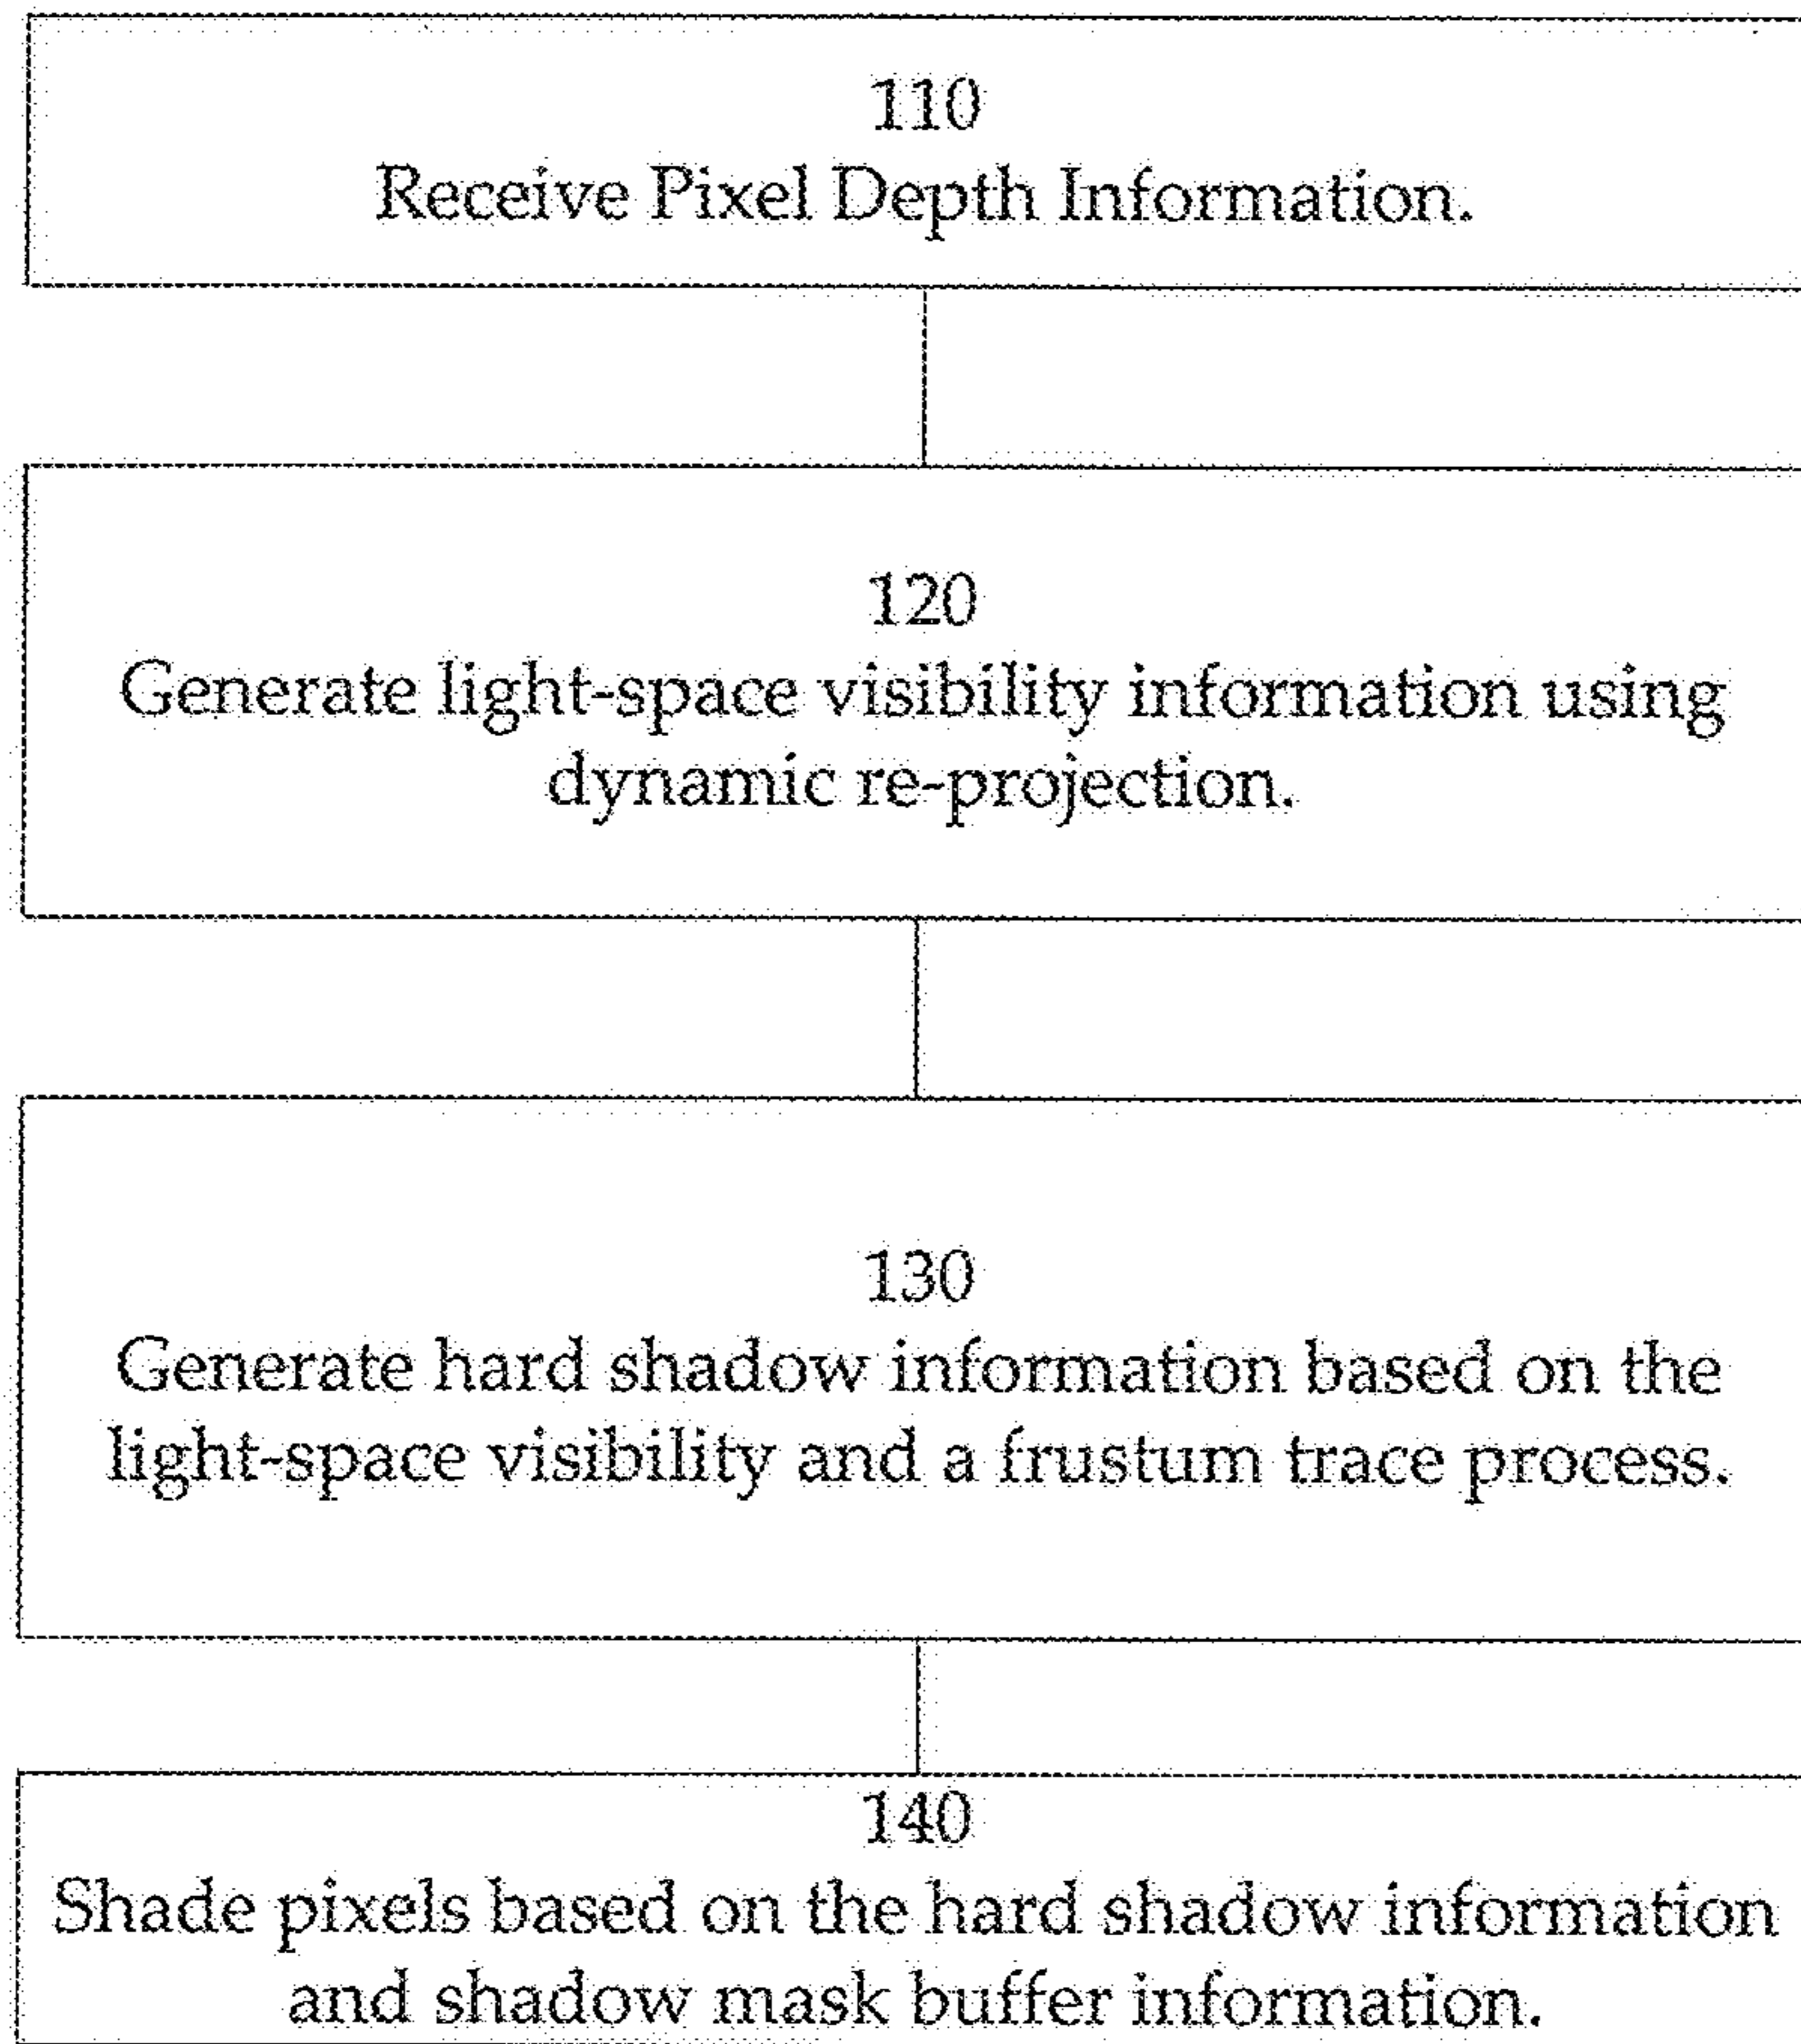 110
Receive Pixel Depth Information.
120
Generate light-space visibility information using
dynamic re-projection.
130
Generate hard shadow information based on the
light-space visibility and a frustum trace process.
140
Shade pixels based on the hard shadow information
and shadow mask buffer information.